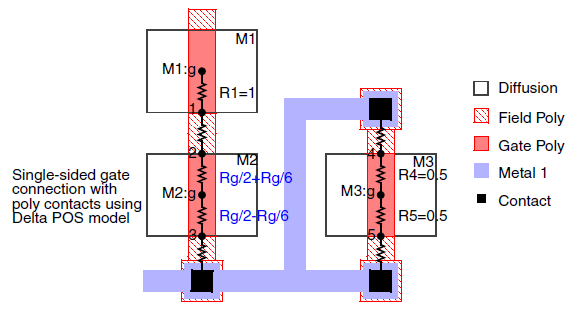 M1
M1:g
R1=1
1
2
M2
Rg/2+Rg/6
M2:g
Rg/2-Rg/6
3
Single-sided gate
connection with
poly contacts using
Delta POS model
4
M3
R4=0.5
M3:g
R5=0.5
5
Diffusion
Field Poly
Gate Poly
Metal 1
Contact